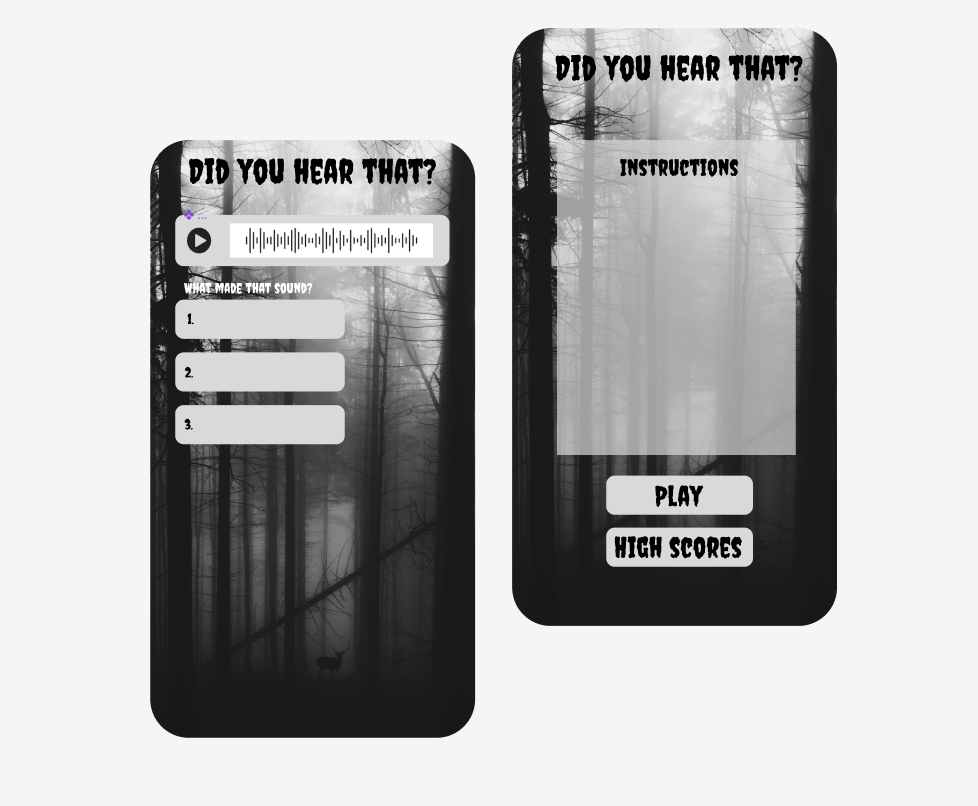 DID YOU HEAR THAT?
...
WHAT MADE THAT SOUND?
1.
2.
3.
DID YOU HEAR THAT?
INSTRUCTIONS
PLAY
HIGH SCORES